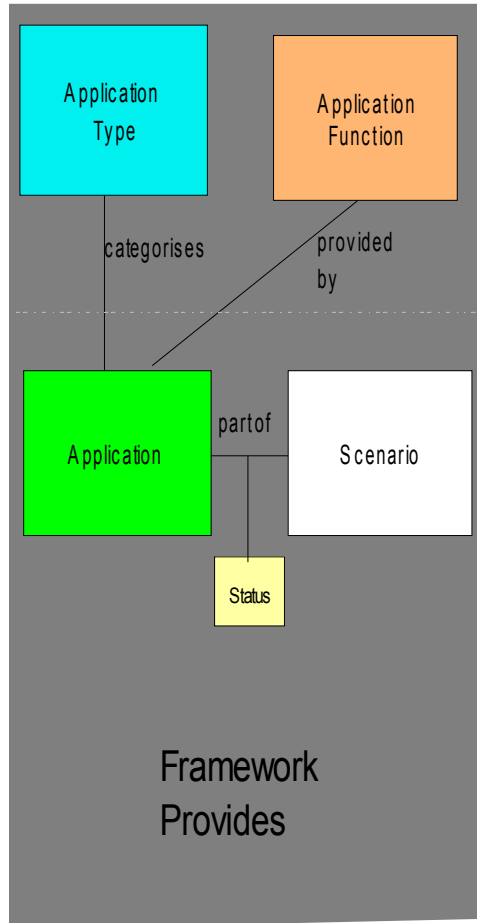 Application
Type
Application
Function
categorises
provided
by
Application
partof
Scenario
Status
Framework
Provides